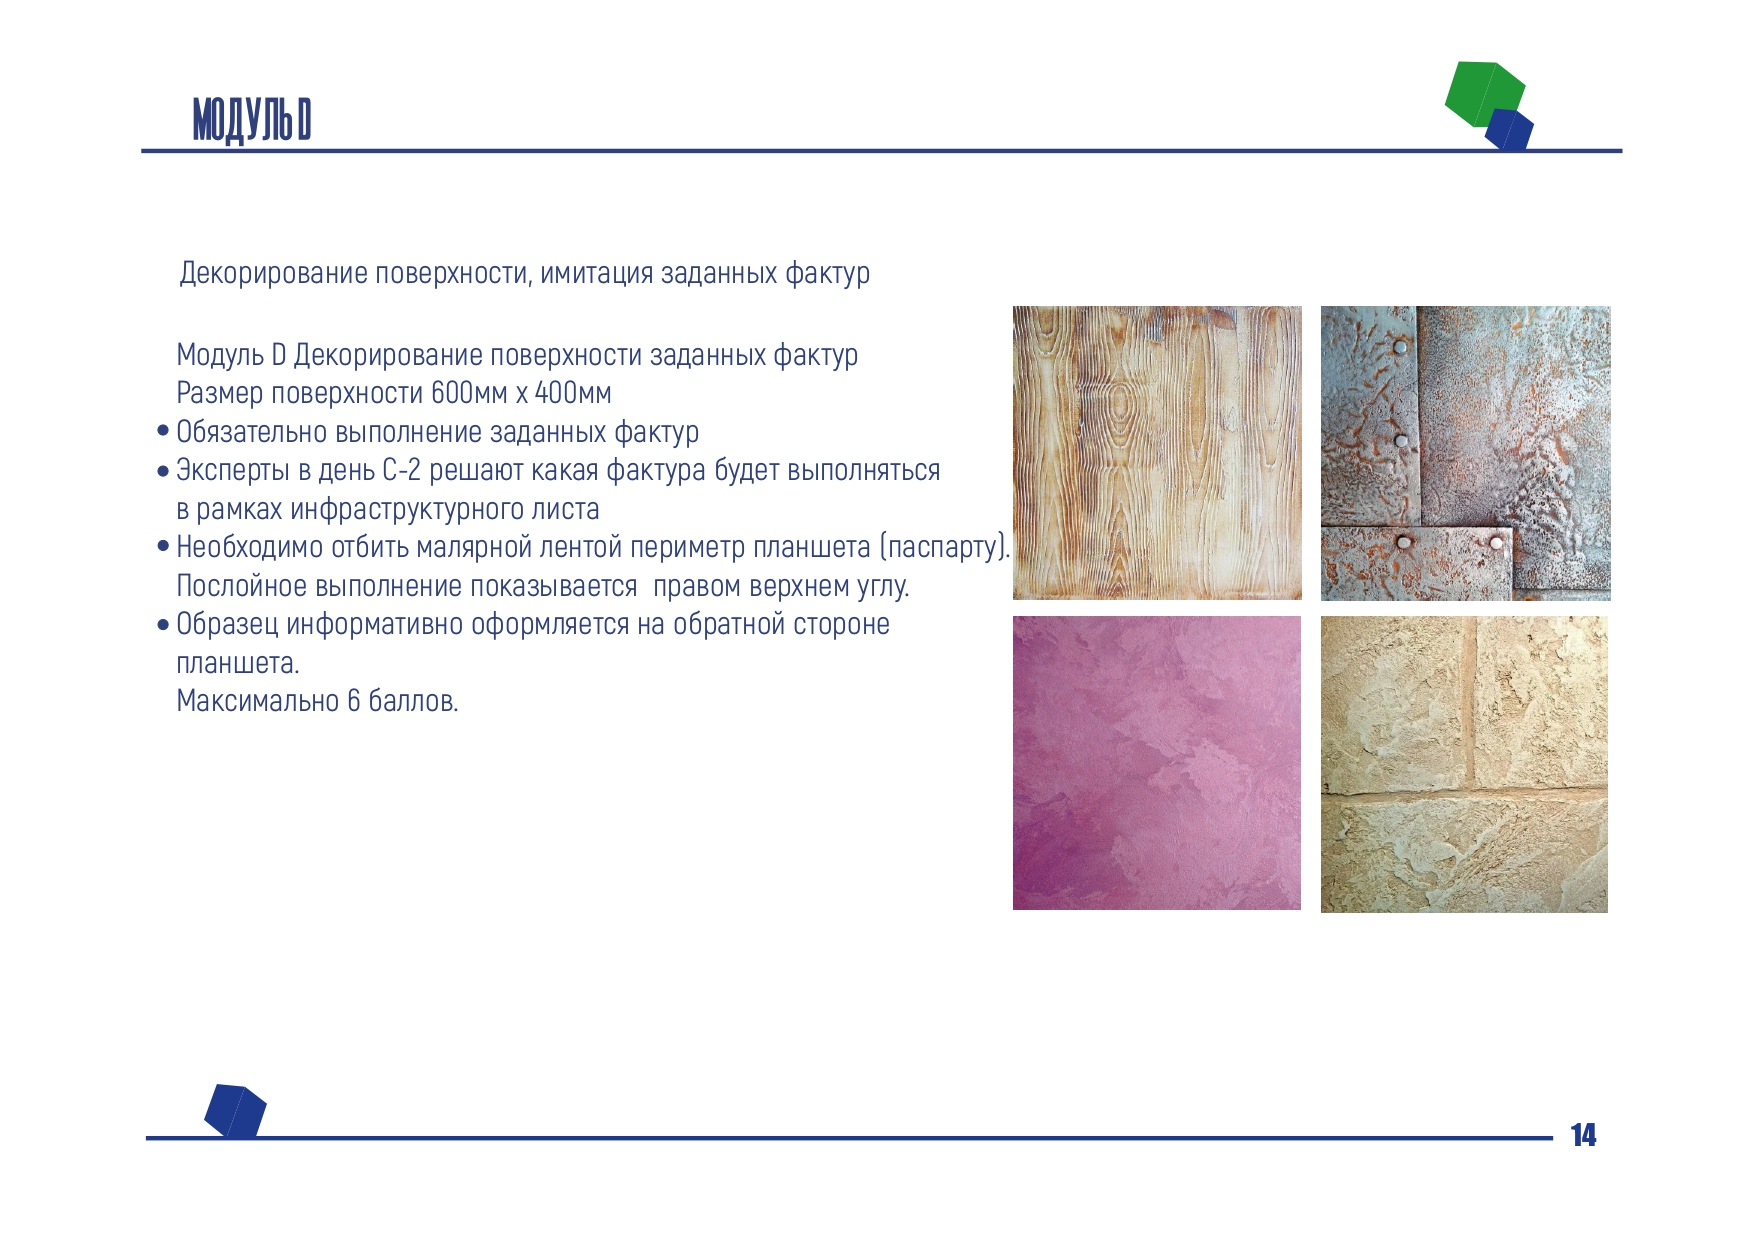 МОДУЛЬ D
Декорирование поверхности, имитация заданных фактур
Модуль D Декорирование поверхности заданных фактур
Размер поверхности 600мм х 400мм
• Обязательно выполнение заданных фактур
• Эксперты в день С-2 решают какая фактура будет выполняться
в рамках инфраструктурного листа
• Необходимо отбить малярной лентой периметр планшета (паспарту).
Послойное выполнение показывается  правом верхнем углу.
• Образец информативно оформляется на обратной стороне
планшета.
Максимально 6 баллов.
14